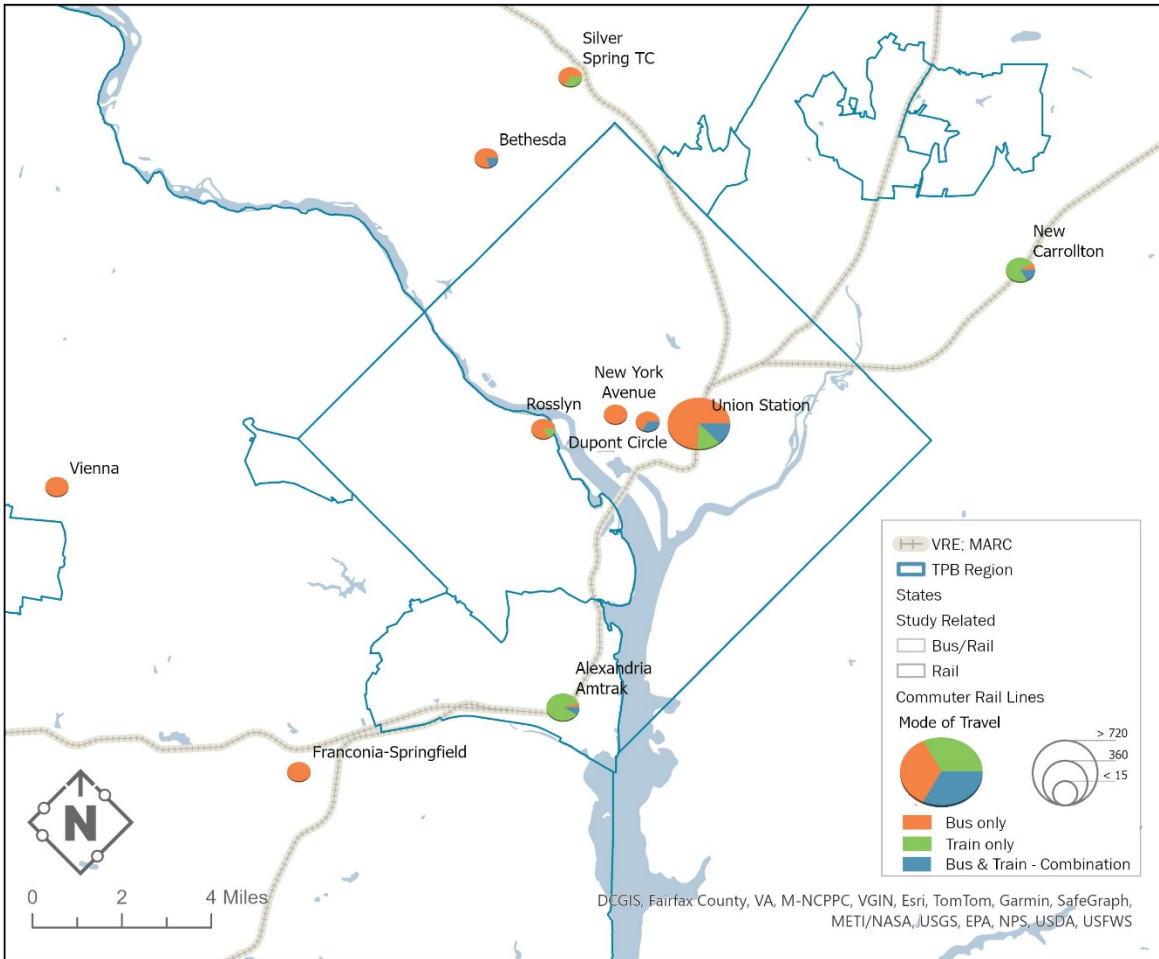 Silver
Spring TC
Bethesda
New
Carrollton
New York
Avenue
Rosslyn
Union Station
Dupont Circle
Vienna
Alexandria
Amtrak
Franconia-Springfield
N
0 2 4 Miles
VRE; MARC
TPB Region
States
Study Related
Bus/Rail
Rail
Commuter Rail Lines
Mode of Travel
> 720
360
< 15
Bus only
Train only
Bus & Train - Combination
DCGIS, Fairfax County, VA, M-NCPPC, VGIN, Esri, TomTom, Garmin, SafeGraph,
METI/NASA, USGS, EPA, NPS, USDA, USFWS